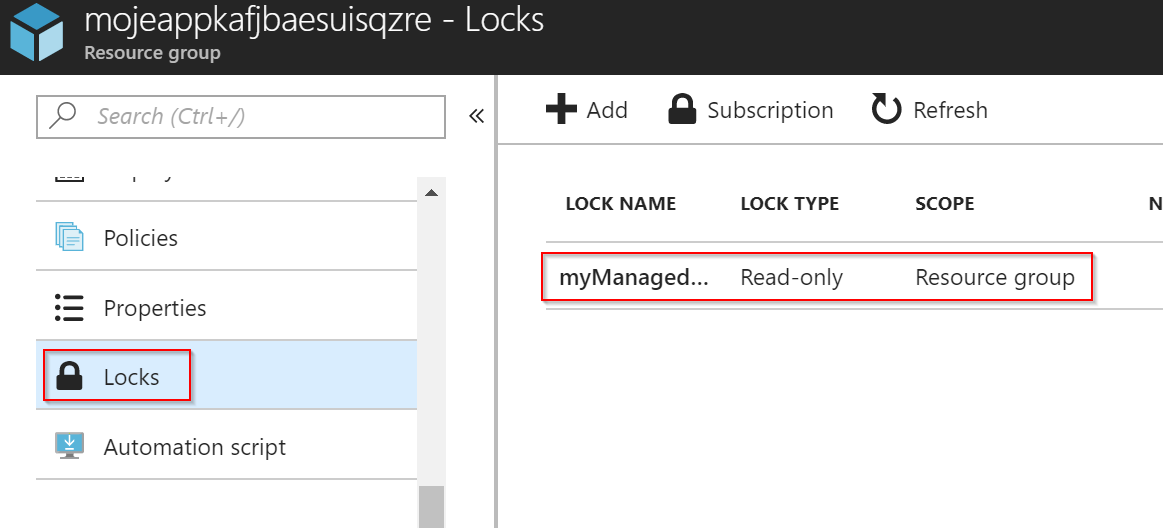 mojeappkafjbaesuisqzre - Locks
Resource group
Search (Ctrl+/)
«
Policies
Properties
Locks
Automation script
Add Subscription Refresh
LOCK NAME LOCK TYPE SCOPE N
myManaged... Read-only Resource group